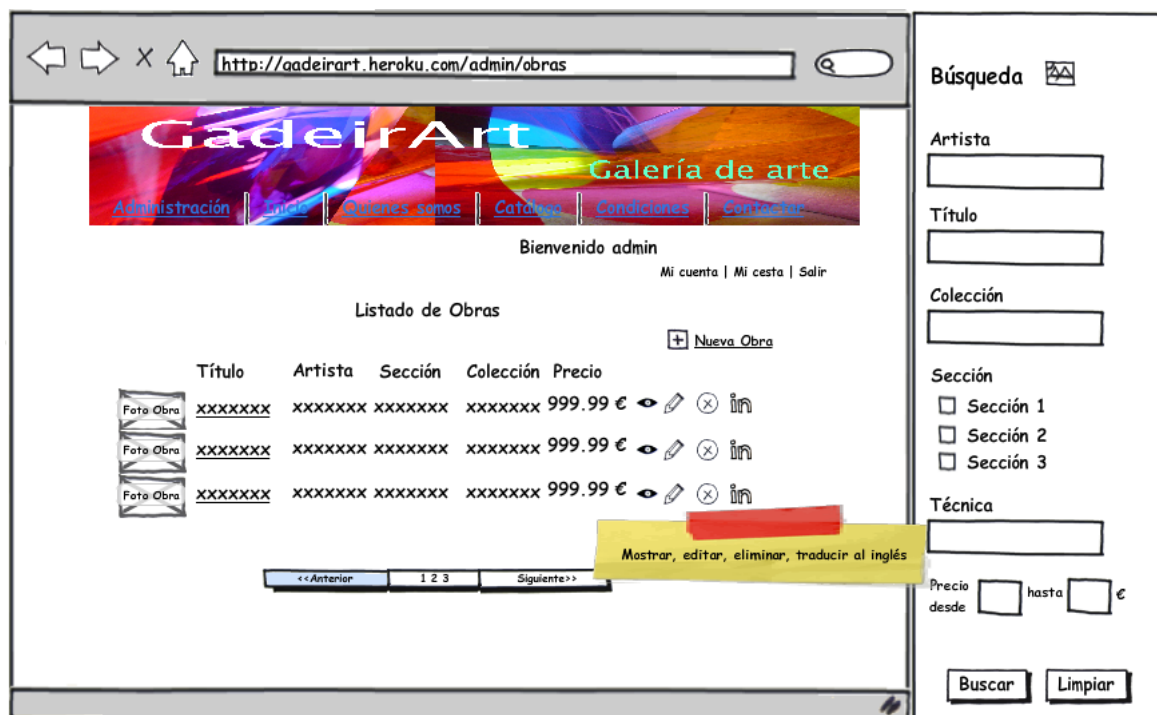 http://gadeirart.heroku.com/admin/obras
GadeirArt
Galería de arte
Administración | Inicio | Quienes somos | Catálogo | Condiciones | Contactar
Bienvenido admin
Mi cuenta | Mi cesta | Salir
Listado de Obras
+ Nueva Obra
Título Artista Sección Colección Precio
Foto Obra xxxxxxx xxxxxxx xxxxxxx xxxxxxx 999.99 € in
Foto Obra xxxxxxx xxxxxxx xxxxxxx xxxxxxx 999.99 € in
Foto Obra xxxxxxx xxxxxxx xxxxxxx xxxxxxx 999.99 € in
Mostrar, editar, eliminar, traducir al inglés
<<Anterior 1 2 3 Siguiente>>
Búsqueda
Artista
Título
Colección
Sección
Sección 1
Sección 2
Sección 3
Técnica
Precio desde hasta €
Buscar Limpiar